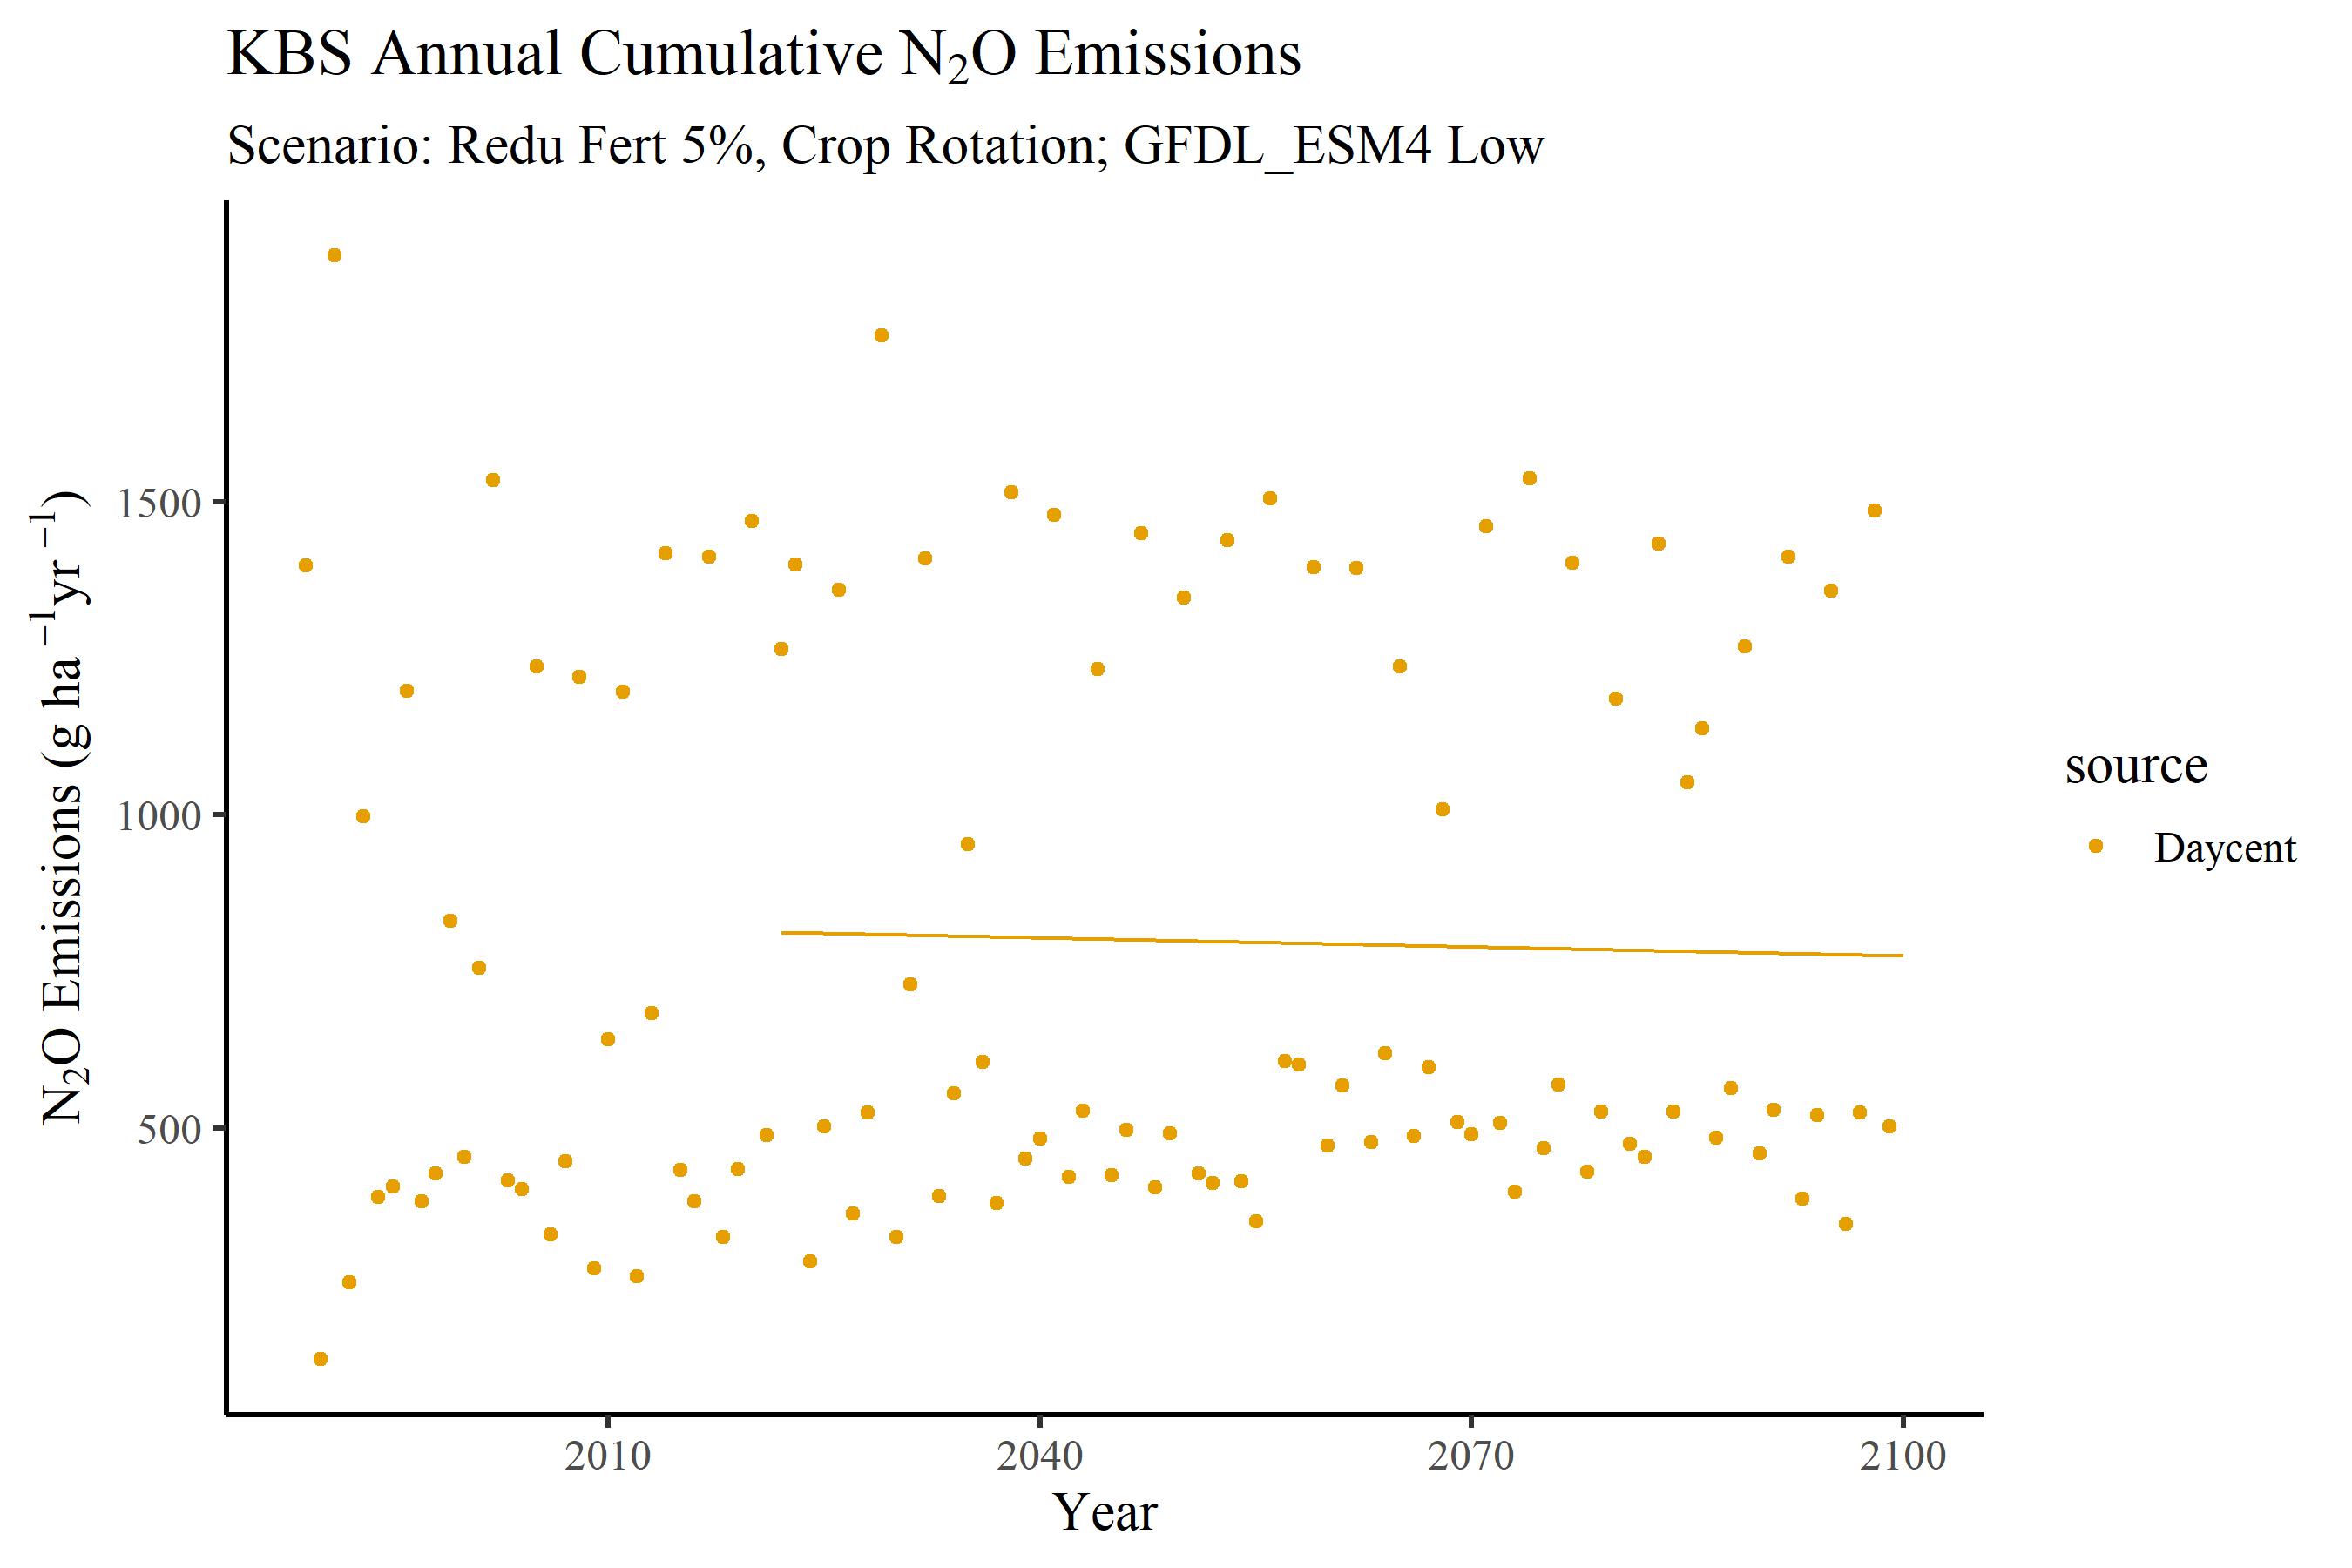 KBS Annual Cumulative N₂O Emissions
Scenario: Redu Fert 5%, Crop Rotation; GFDL_ESM4 Low
N₂O Emissions (g ha⁻¹yr⁻¹)
1500
1000
500
2010 2040 2070 2100
Year
source
Daycent